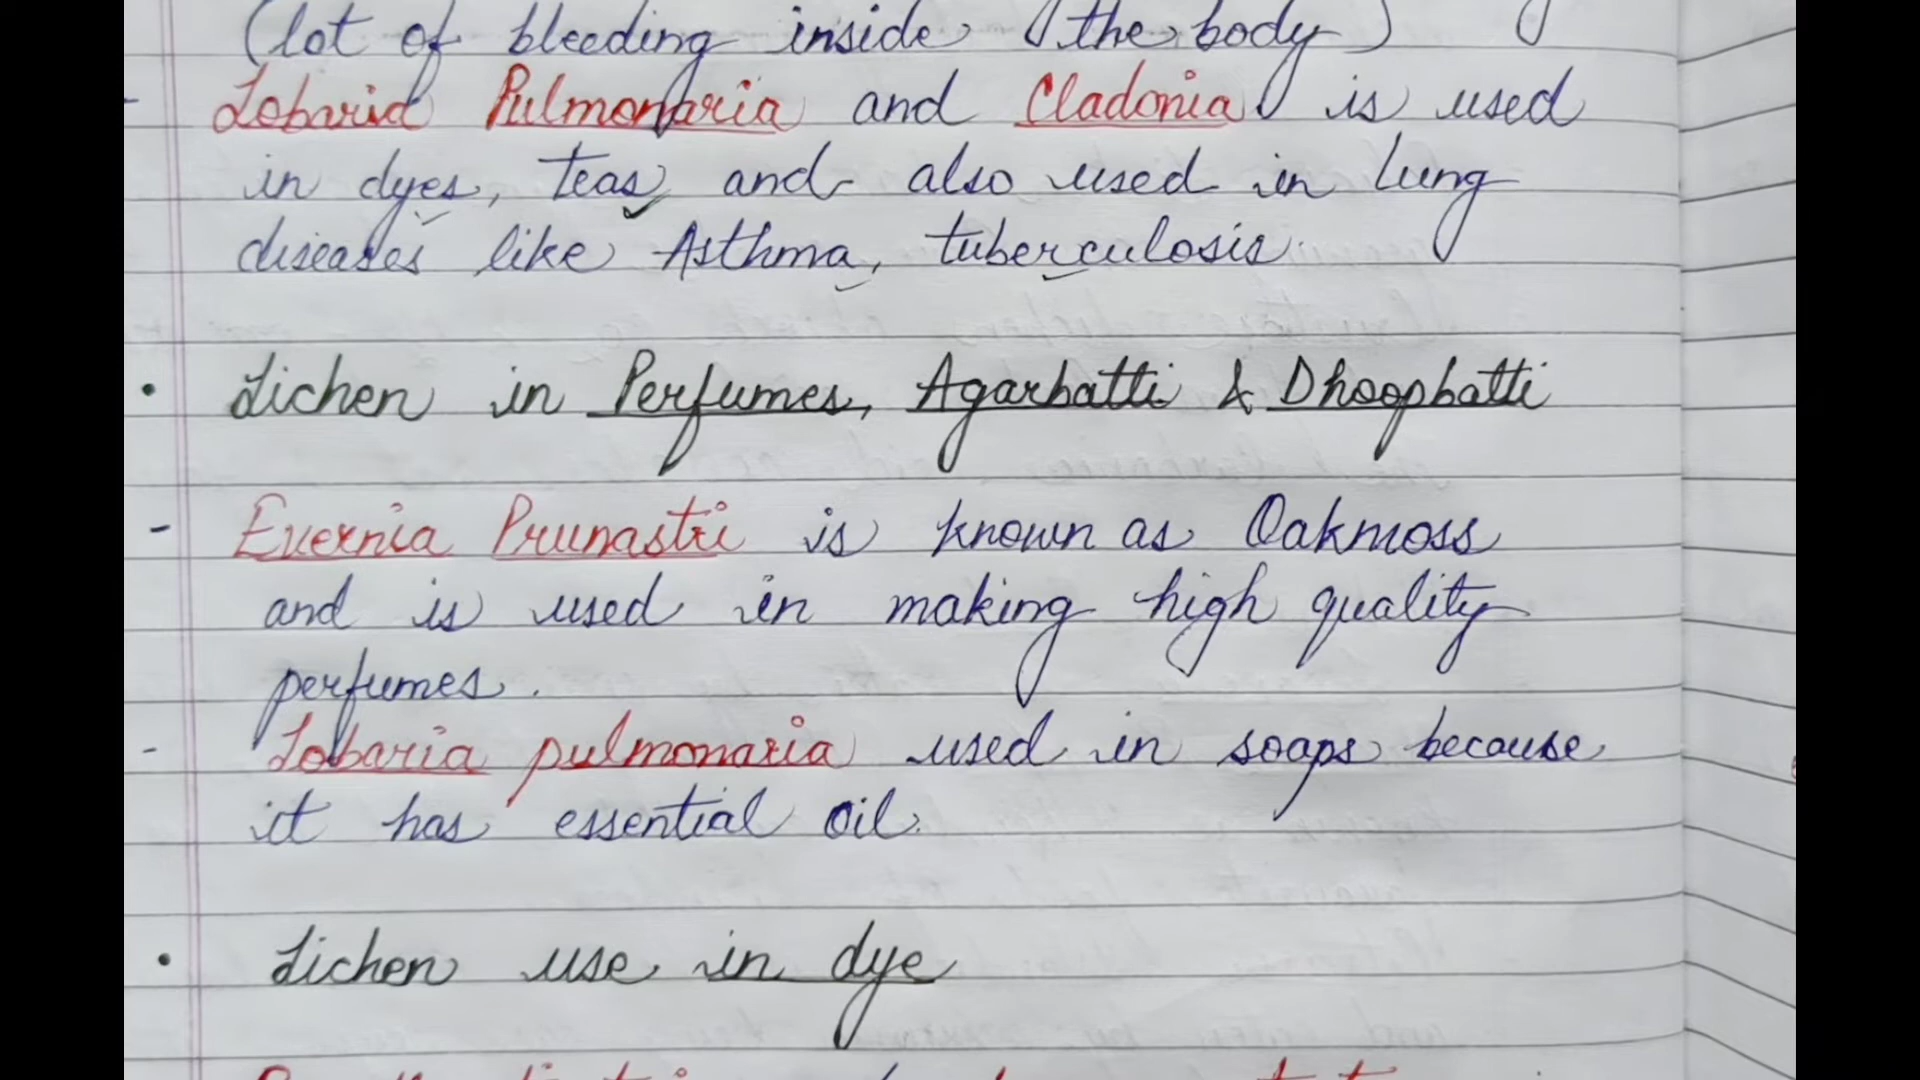 (lot of bleeding inside the body)
- Lobaria Pulmonaria and Cladonia is used
in dyes, teas and also used in lung
diseases like Asthma, tuberculosis.
• Lichen in Perfumes, Agarbatti & Dhoopbatti
- Evernia Prunastri is known as Oakmoss
and is used in making high quality
perfumes.
- Lobaria pulmonaria used in soaps because
it has essential oil.
• Lichen use in dye